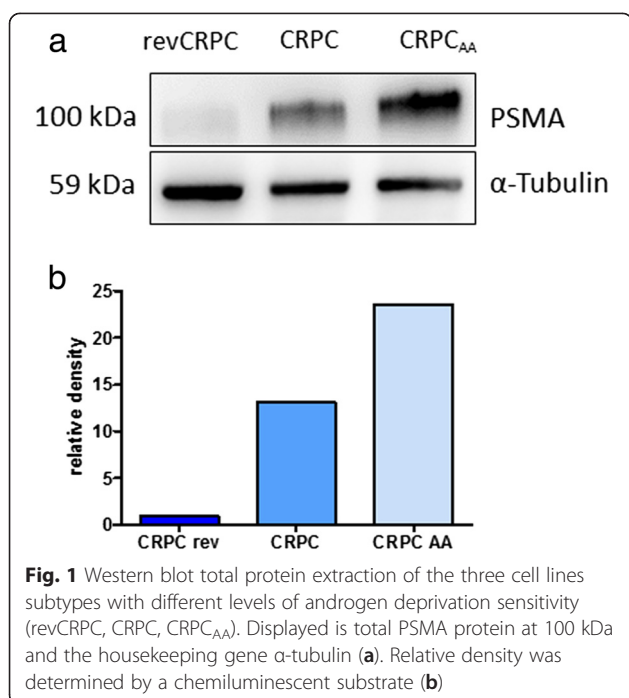 a
revCRPC CRPC CRPCAA
100 kDa PSMA
59 kDa α-Tubulin
b
relative density
25
20
15
10
5
0
CRPC rev CRPC CRPC AA
Fig. 1 Western blot total protein extraction of the three cell lines
subtypes with different levels of androgen deprivation sensitivity
(revCRPC, CRPC, CRPCAA). Displayed is total PSMA protein at 100 kDa
and the housekeeping gene α-tubulin (a). Relative density was
determined by a chemiluminescent substrate (b)